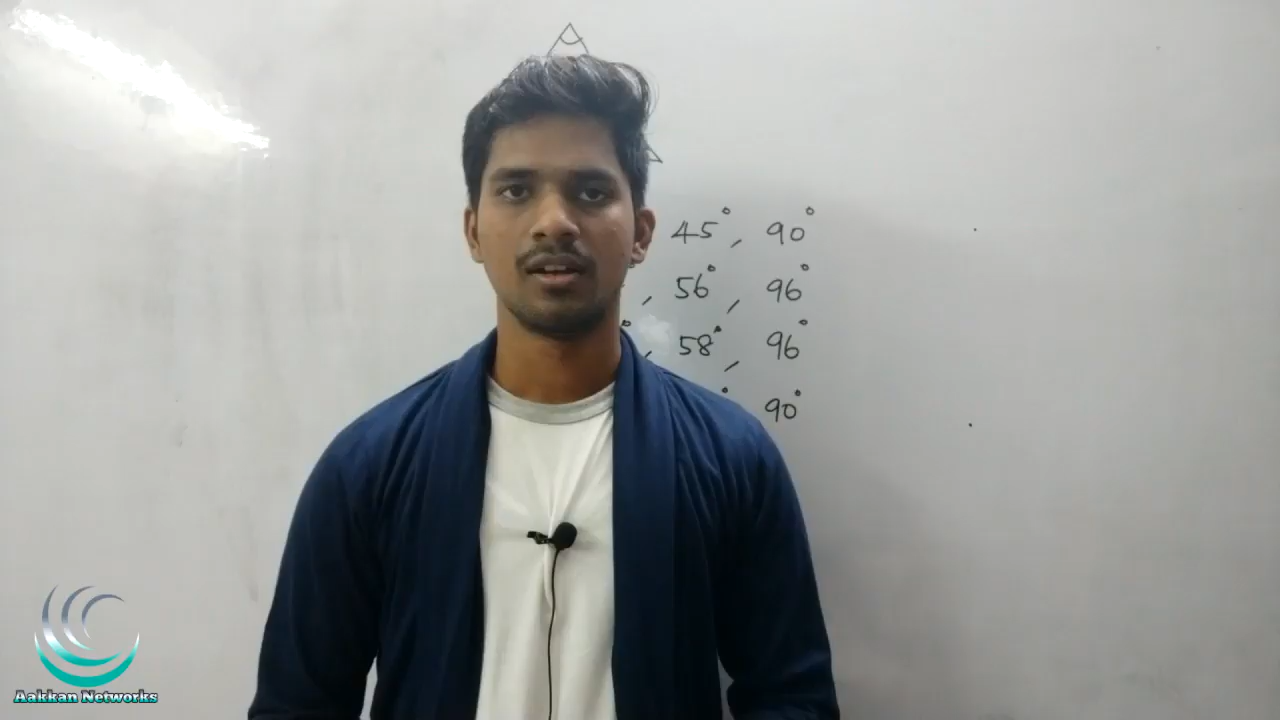 45°, 90°
, 56°, 96°
°, 58°, 96°
° 90°
Aakkan Networks